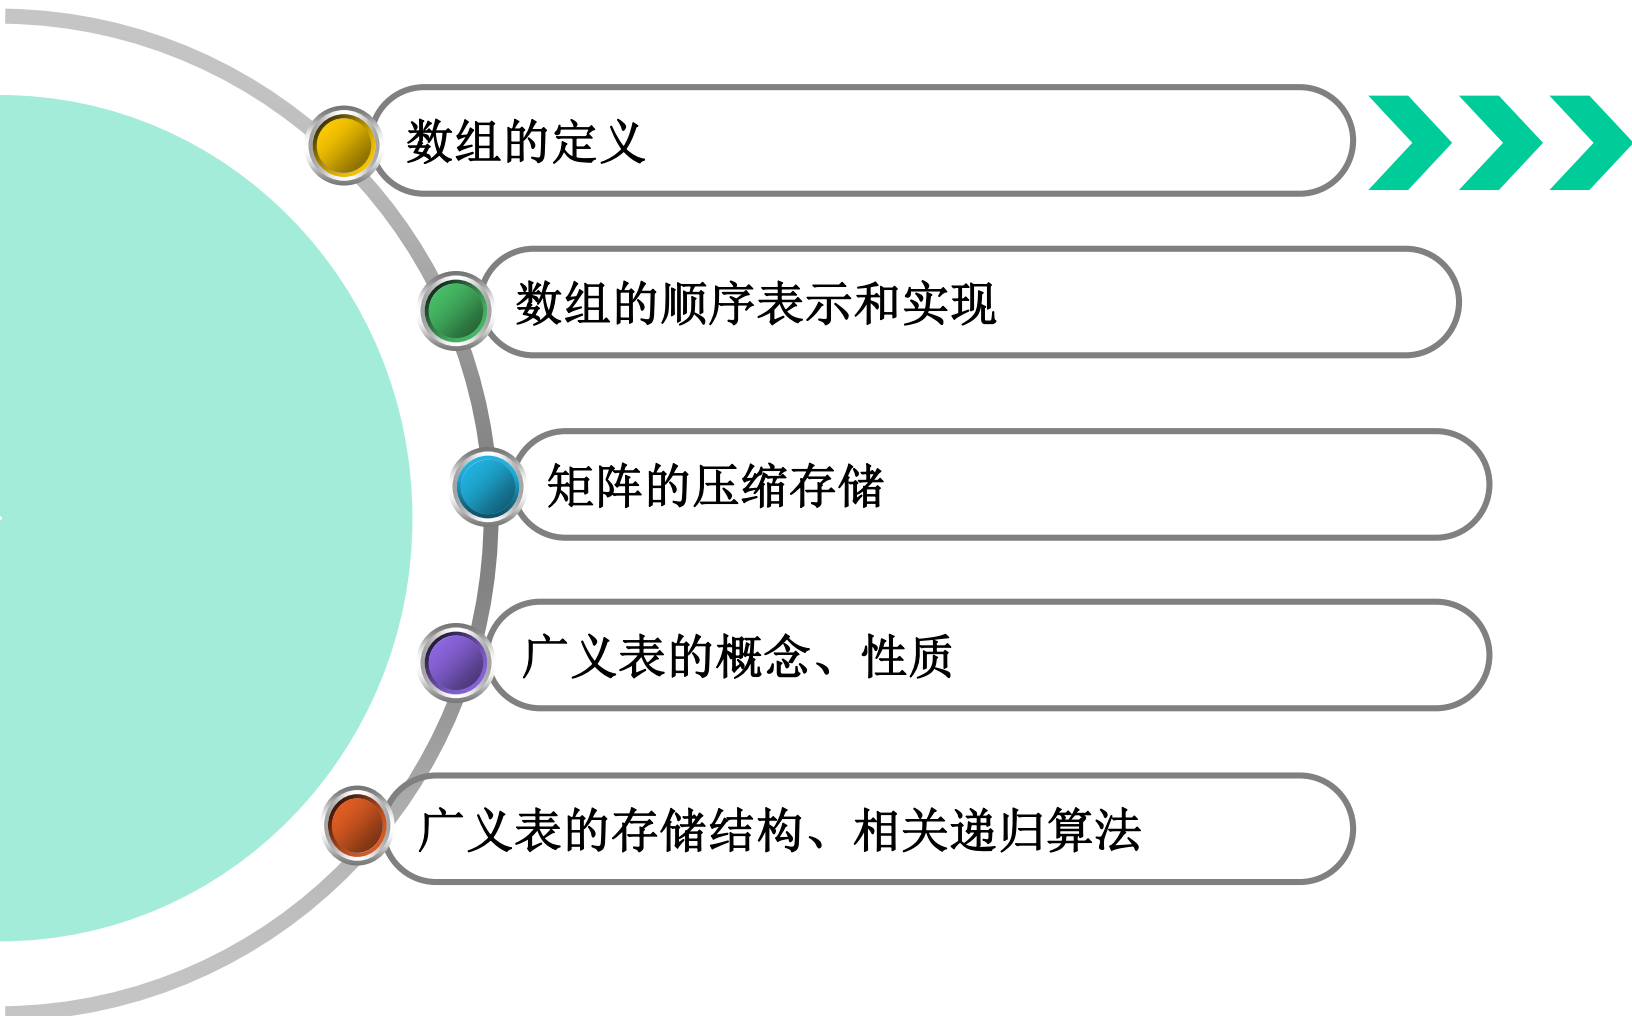 数组的定义
数组的顺序表示和实现
矩阵的压缩存储
广义表的概念、性质
广义表的存储结构、相关递归算法